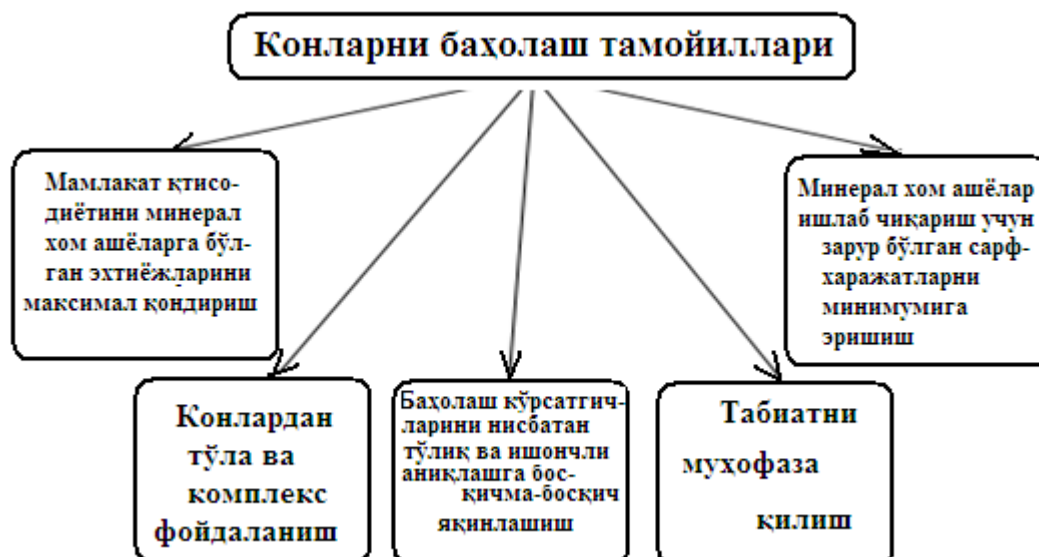 Конларни баҳолаш тамойиллари
Мамлакат қтисо-
диётини минерал
хом ашёларга бўл-
ган эхтиёжларини
максимал қондириш
Минерал хом ашёлар
ишлаб чиқариш учун
зарур бўлган сарф-
харажатларни
минимумига
эришиш
Конлардан
тўла ва
комплекс
фойдаланиш
Баҳолаш кўрсатгич-
ларини нисбатан
тўлиқ ва ишончли
аниқлашга бос-
қичма-босқич
яқинлашиш
Табиатни
муҳофаза
қилиш